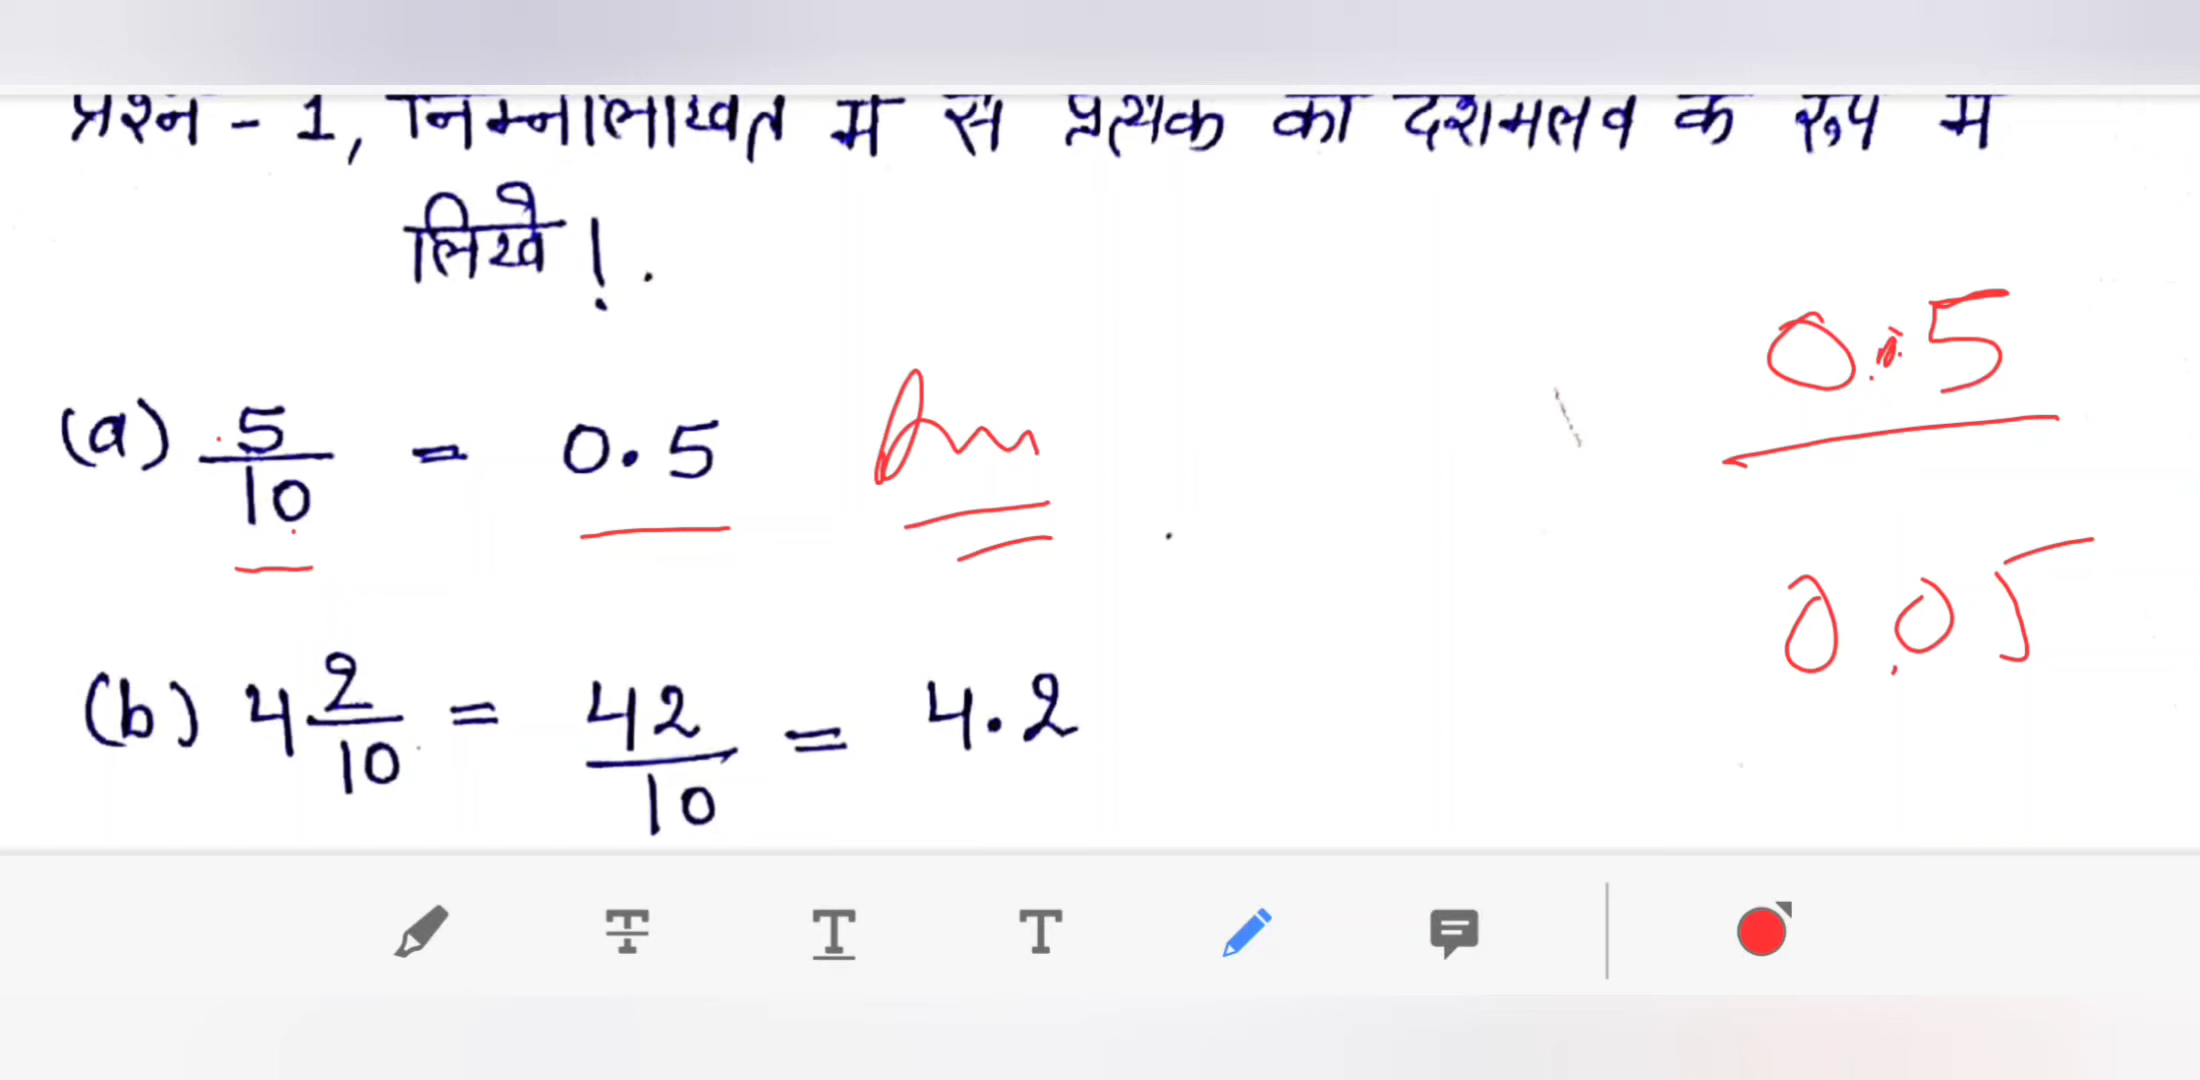 प्रश्न - 1, निम्नलिखित में से प्रत्येक को दशमलव के रूप में
लिखे !.
(a) 5/10 = 0.5 Ans
0.5
0.05
(b) 4 2/10 = 42/10 = 4.2